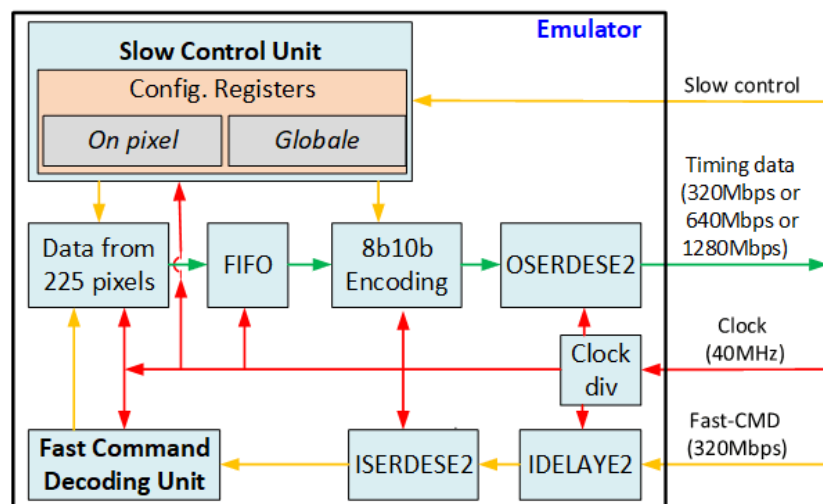 Emulator
Slow Control Unit
Config. Registers
On pixel
Globale
Slow control
Timing data
(320Mbps or
640Mbps or
1280Mbps)
Data from
225 pixels
FIFO
8b10b
Encoding
OSERDESE2
Clock
(40MHz)
Clock
div
Fast-CMD
(320Mbps)
Fast Command
Decoding Unit
ISERDESE2
IDELAYE2